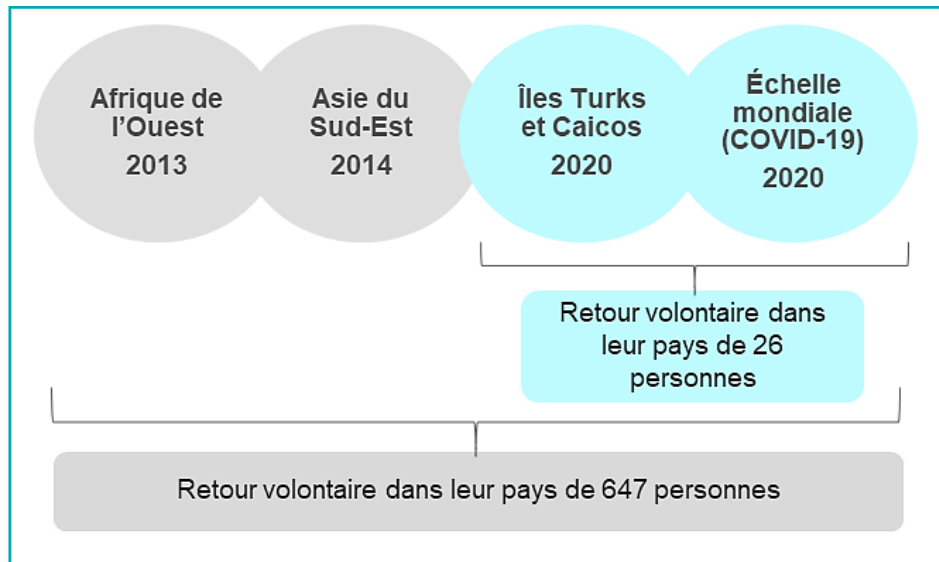 Afrique de
l'Ouest
2013
Asie du
Sud-Est
2014
Îles Turks
et Caicos
2020
Échelle
mondiale
(COVID-19)
2020
Retour volontaire dans
leur pays de 26
personnes
Retour volontaire dans leur pays de 647 personnes